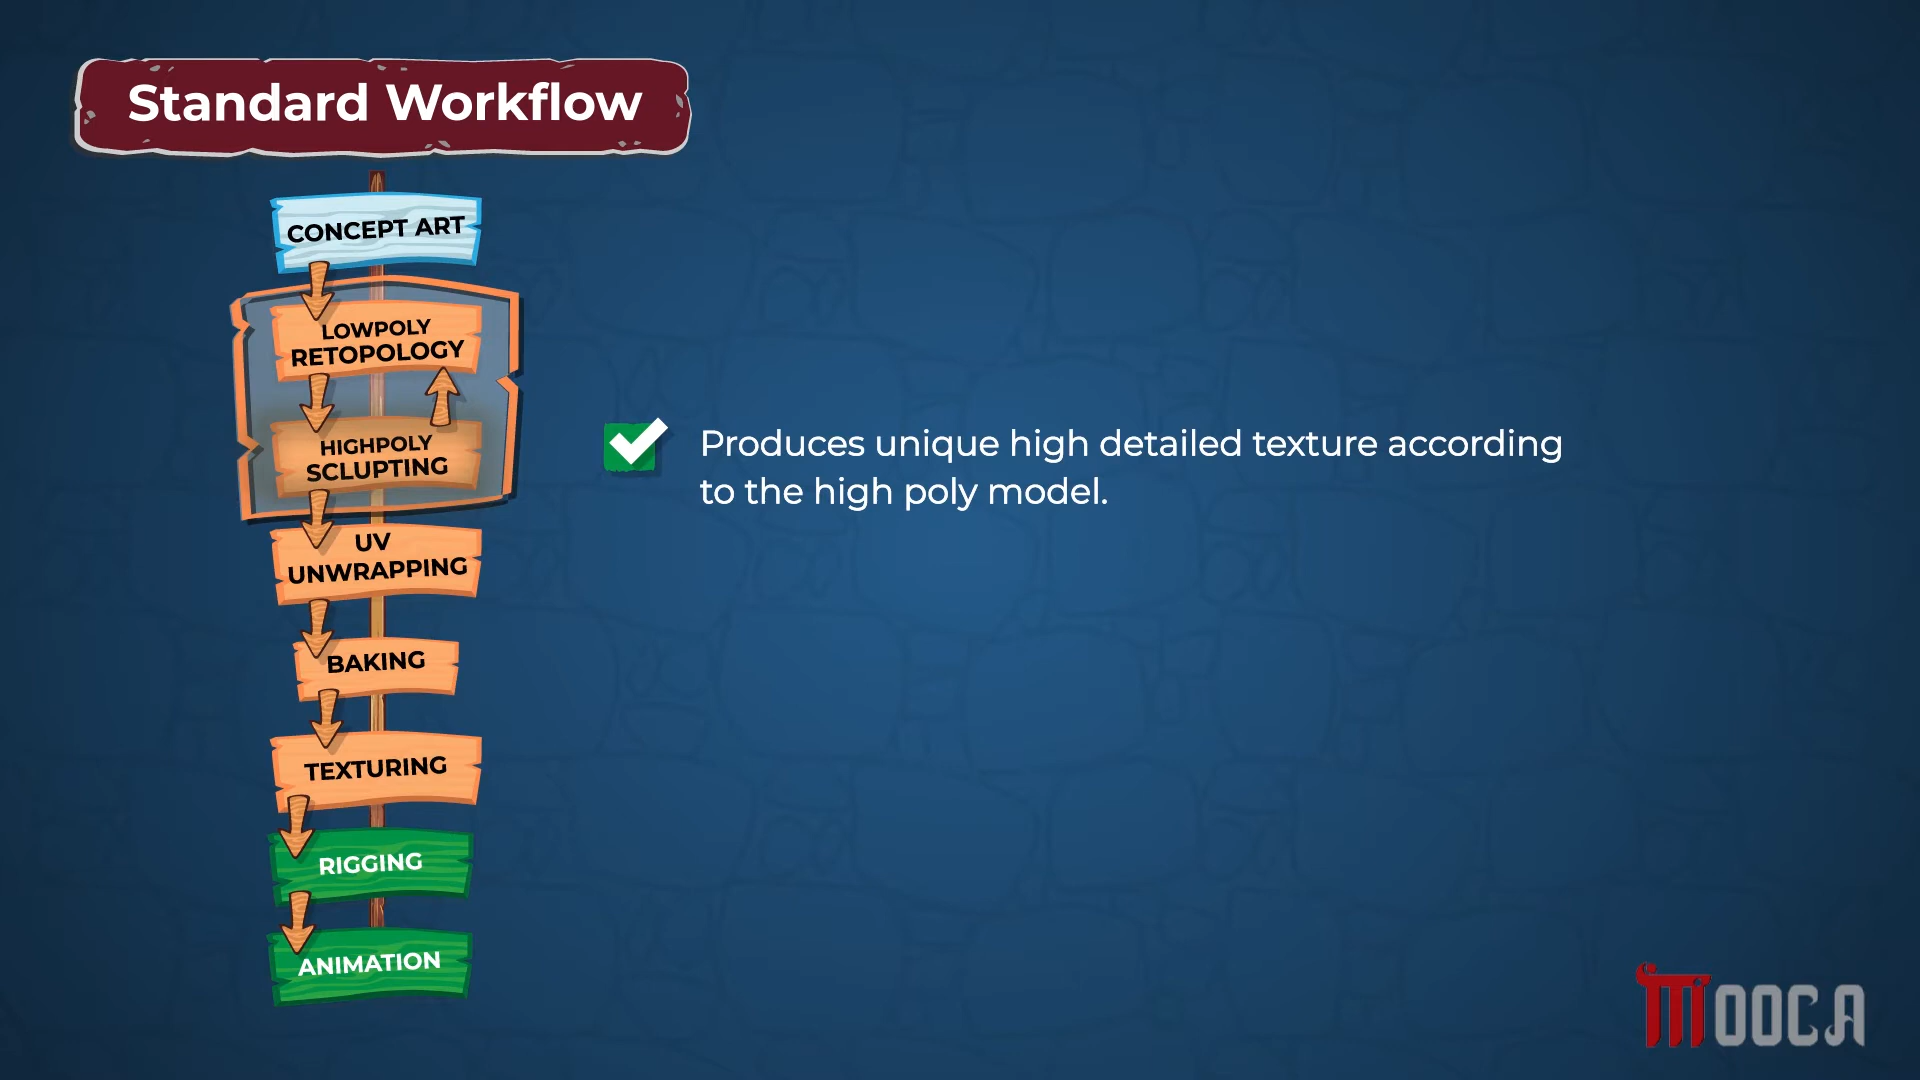 Standard Workflow
CONCEPT ART
LOWPOLY
RETOPOLOGY
HIGHPOLY
SCLUPTING
UV
UNWRAPPING
BAKING
TEXTURING
RIGGING
ANIMATION
Produces unique high detailed texture according
to the high poly model.
MOOCA